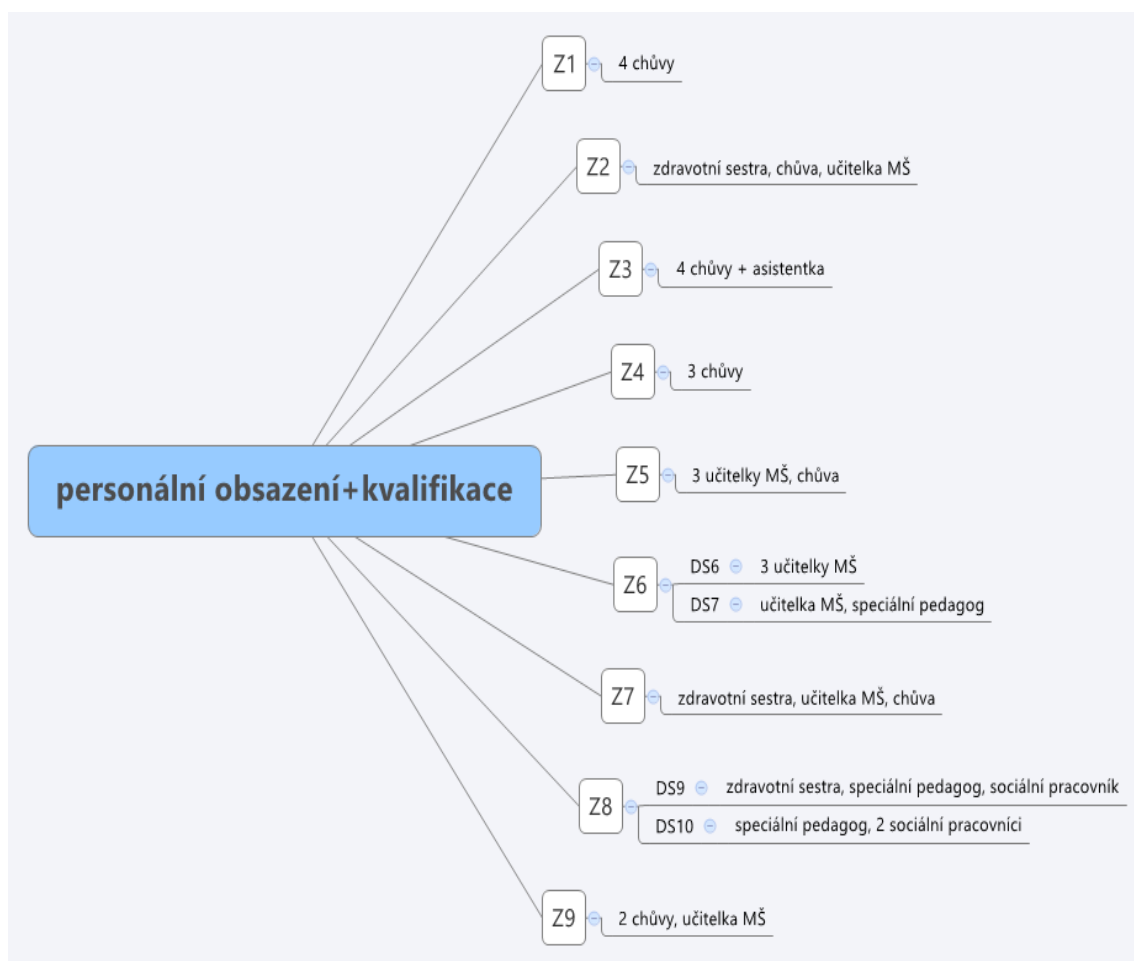 Z1
4 chůvy
Z2
zdravotní sestra, chůva, učitelka MŠ
Z3
4 chůvy + asistentka
Z4
3 chůvy
personální obsazení+kvalifikace
Z5
3 učitelky MŠ, chůva
Z6
DS6
3 učitelky MŠ
DS7
učitelka MŠ, speciální pedagog
Z7
zdravotní sestra, učitelka MŠ, chůva
Z8
DS9
zdravotní sestra, speciální pedagog, sociální pracovník
DS10
speciální pedagog, 2 sociální pracovníci
Z9
2 chůvy, učitelka MŠ